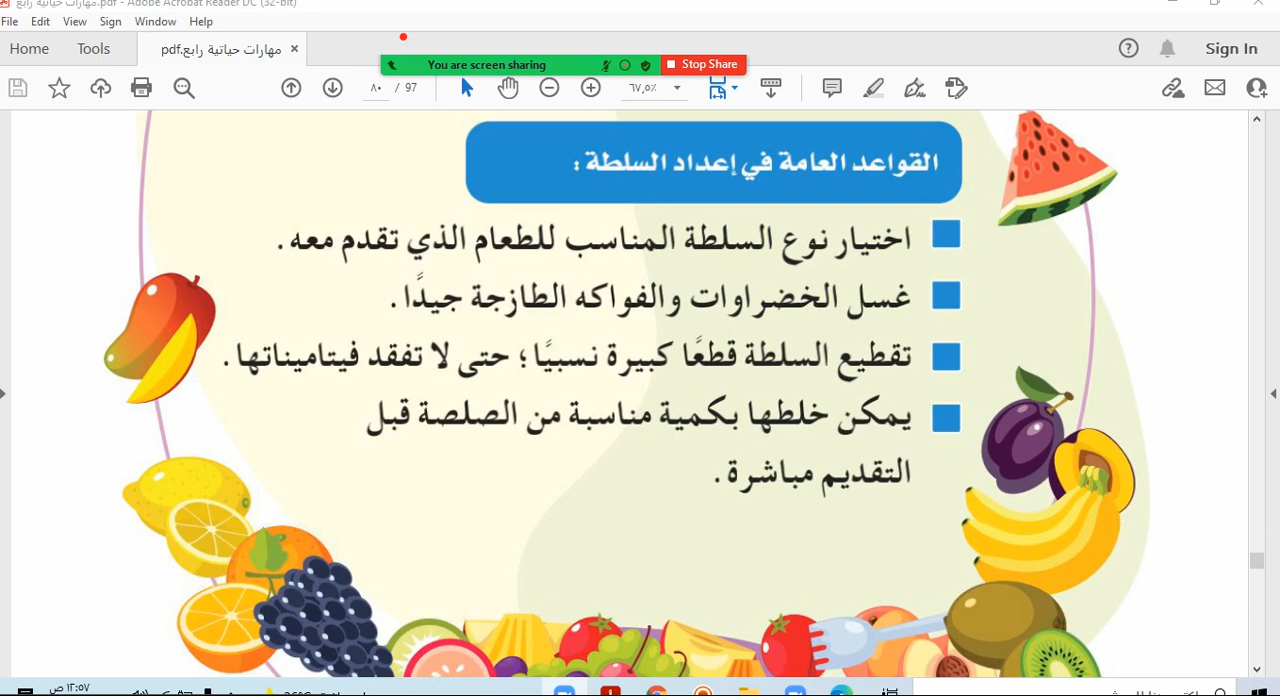 مهارات حياتية رابع.pdf - Adobe Acrobat Reader DC (32-bit)
File Edit View Sign Window Help
Home Tools مهارات حياتية رابع.pdf × Sign In
You are screen sharing Stop Share
٨٠ / 97 ٦٧,٥٪
القواعد العامة في إعداد السلطة :
اختيار نوع السلطة المناسب للطعام الذي تقدم معه .
غسل الخضراوات والفواكه الطازجة جيدًا .
تقطيع السلطة قطعًا كبيرة نسبيًا ؛ حتى لا تفقد فيتاميناتها .
يمكن خلطها بكمية مناسبة من الصلصة قبل
التقديم مباشرة .
١٢:٥٧ ص